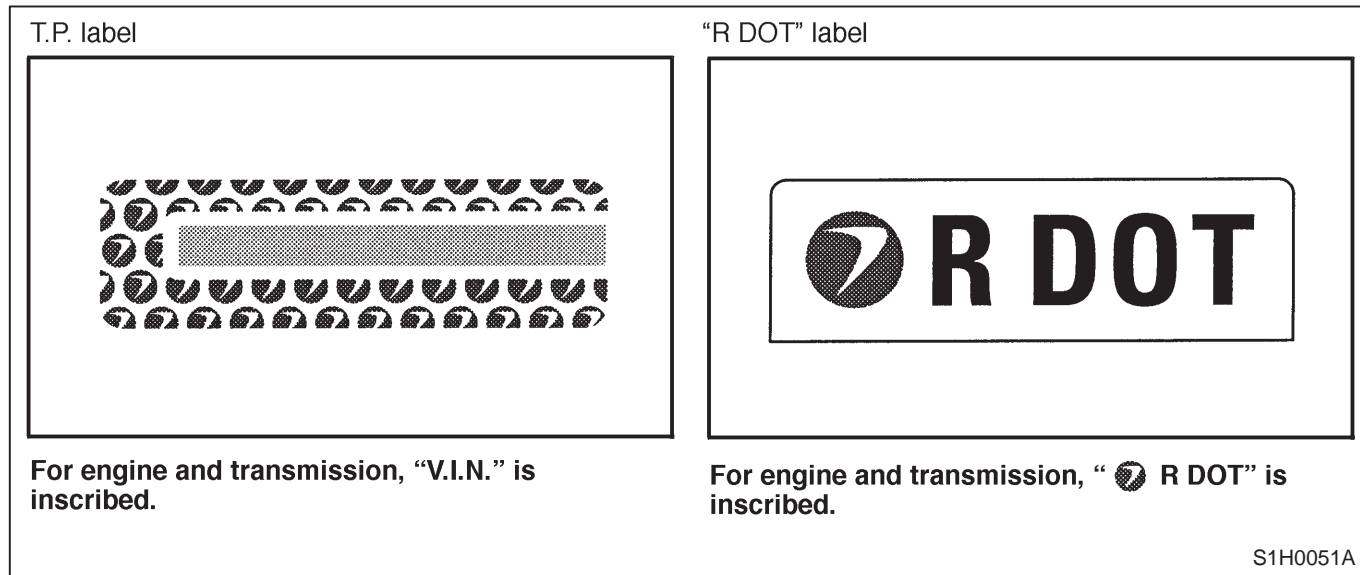 T.P. label
“R DOT” label
R DOT
For engine and transmission, “V.I.N.” is
inscribed.
For engine and transmission, “ R DOT” is
inscribed.
S1H0051A